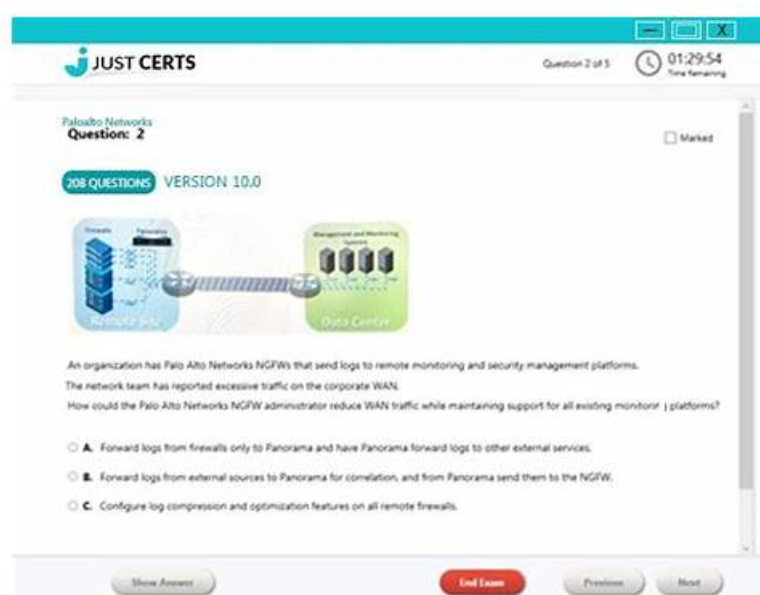 X
JUST CERTS
Question 2 of 5
01:29:54
Time Remaining
Paloalto Networks
Question: 2
Marked
208 QUESTIONS VERSION 10.0
Firewalls Panorama
Management and Monitoring
Systems
Remote Site
Data Center
An organization has Palo Alto Networks NGFWs that send logs to remote monitoring and security management platforms.
The network team has reported excessive traffic on the corporate WAN.
How could the Palo Alto Networks NGFW administrator reduce WAN traffic while maintaining support for all existing monitorin g platforms?
A. Forward logs from firewalls only to Panorama and have Panorama forward logs to other external services.
B. Forward logs from external sources to Panorama for correlation, and from Panorama send them to the NGFW.
C. Configure log compression and optimization features on all remote firewalls.
Show Answer
End Exam
Previous
Next